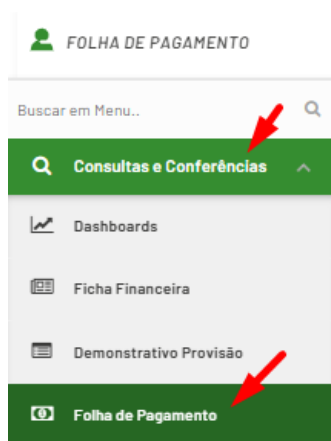 FOLHA DE PAGAMENTO
Buscar em Menu..
Consultas e Conferências
Dashboards
Ficha Financeira
Demonstrativo Provisão
Folha de Pagamento